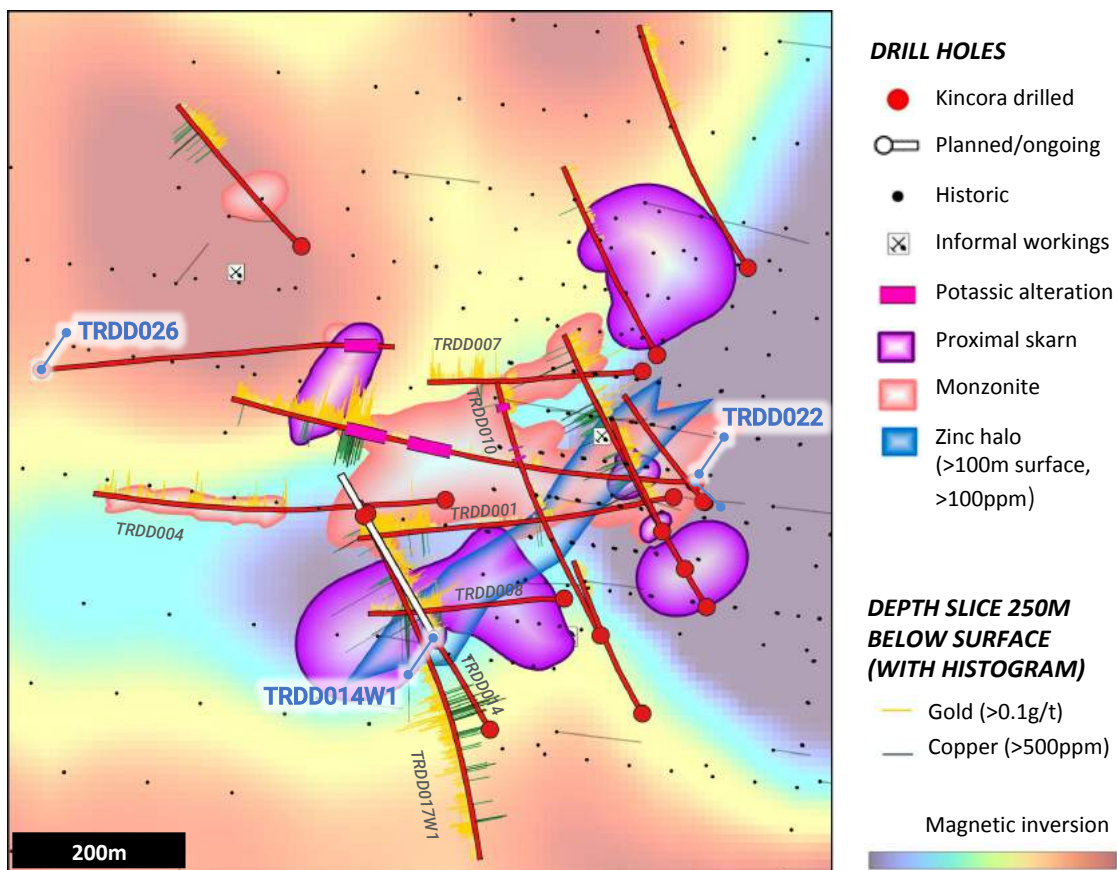 TRDD026
TRDD007
TRDD010
TRDD022
TRDD001
TRDD004
TRDD008
TRDD014
TRDD014W1
TRDD017W1
200m
DRILL HOLES
Kincora drilled
Planned/ongoing
Historic
Informal workings
Potassic alteration
Proximal skarn
Monzonite
Zinc halo
(>100m surface,
>100ppm)
DEPTH SLICE 250M
BELOW SURFACE
(WITH HISTOGRAM)
Gold (>0.1g/t)
Copper (>500ppm)
Magnetic inversion